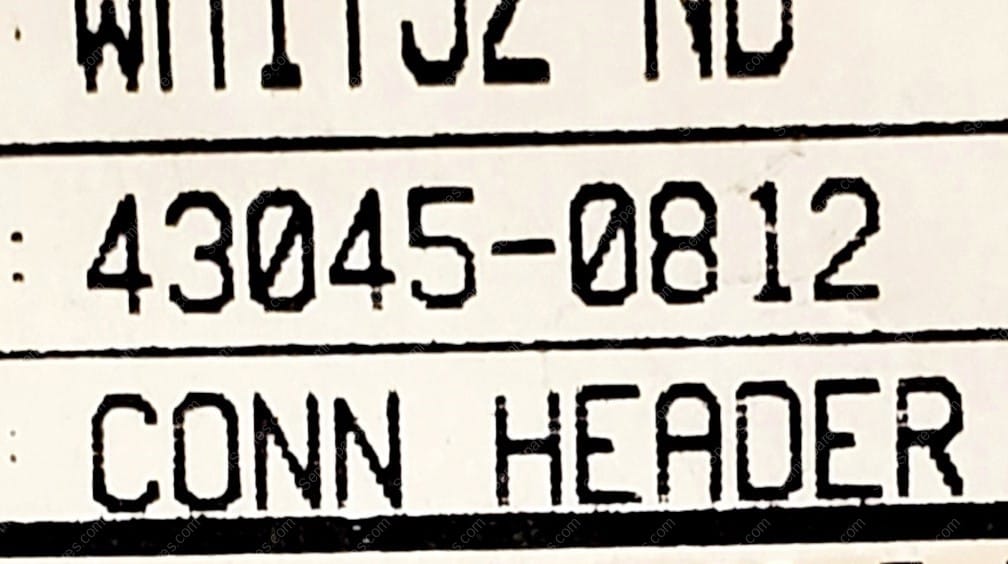 : 43045-0812
: CONN HEADER